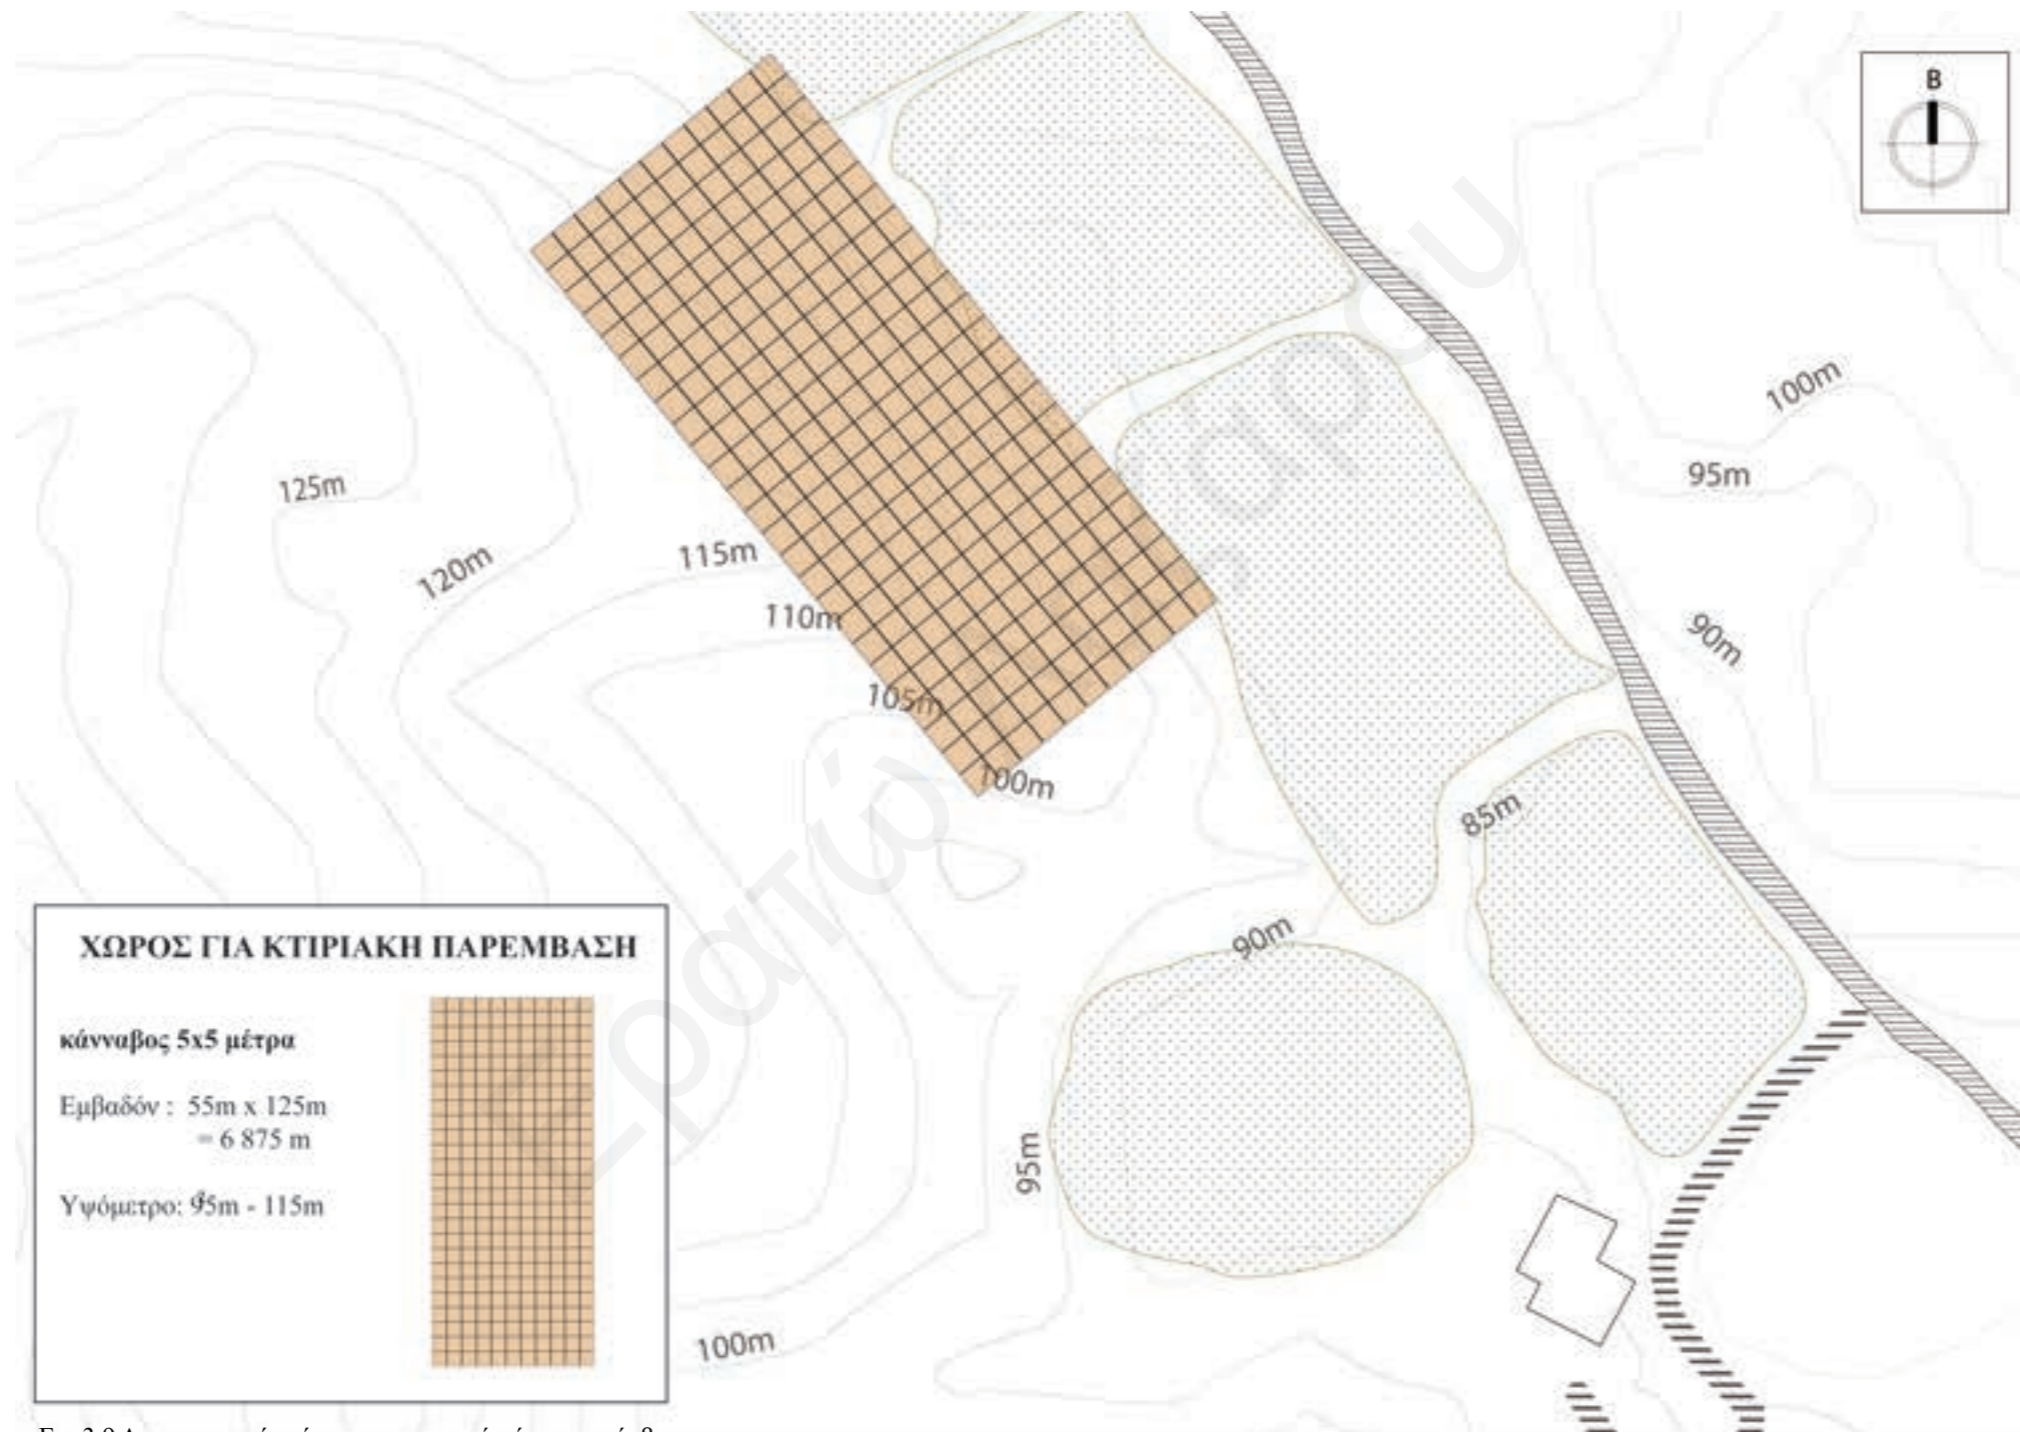 B
100m
95m
125m
115m
120m
110m
90m
105m
100m
85m
90m
95m
100m
ΧΩΡΟΣ ΓΙΑ ΚΤΙΡΙΑΚΗ ΠΑΡΕΜΒΑΣΗ
κάνναβος 5x5 μέτρα
Εμβαδόν : 55m x 125m
= 6 875 m
Υψόμετρο: 95m - 115m